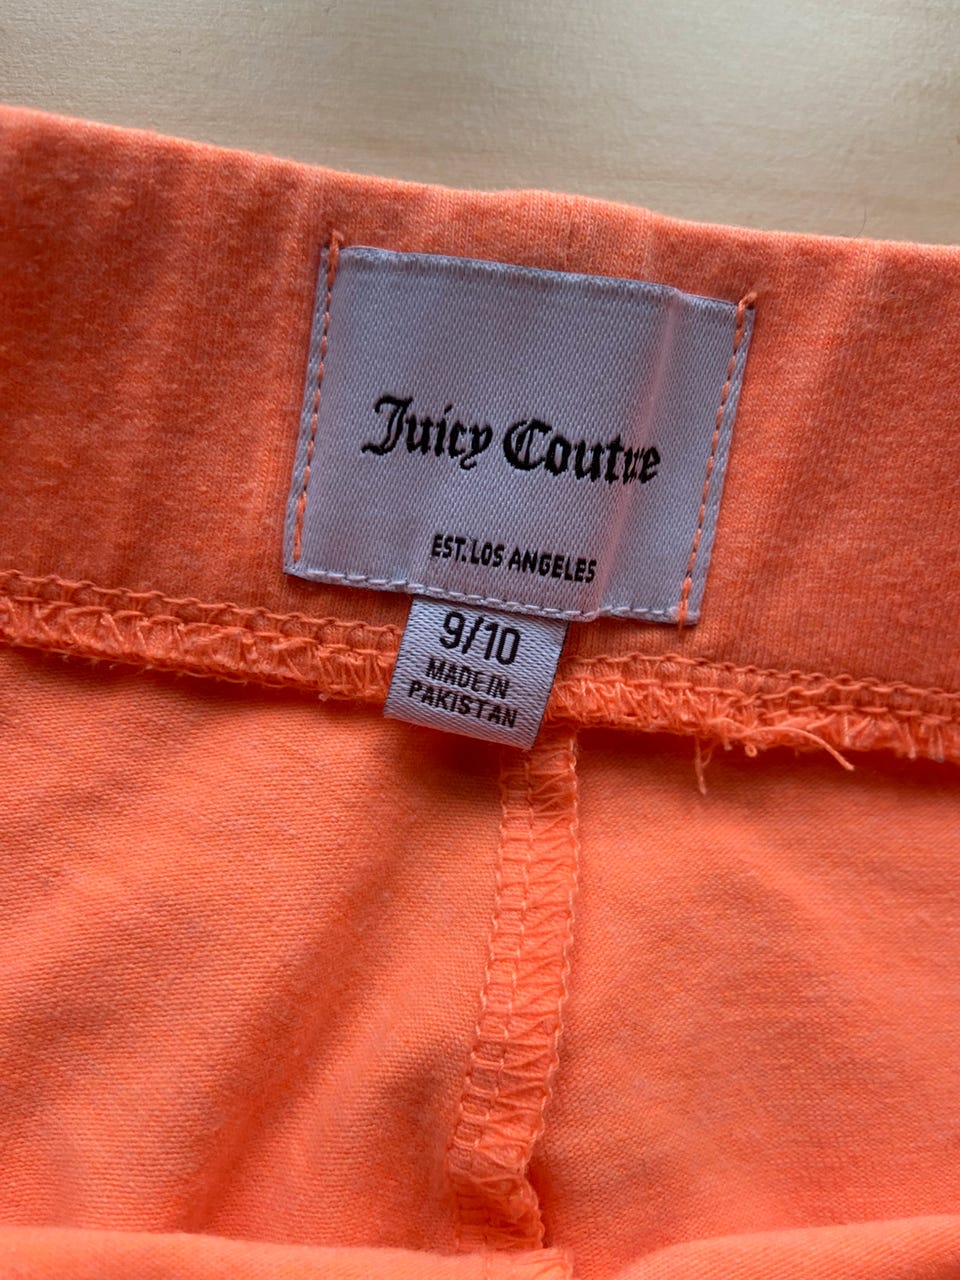 Juicy Couture
EST. LOS ANGELES
9/10
MADE IN
PAKISTAN